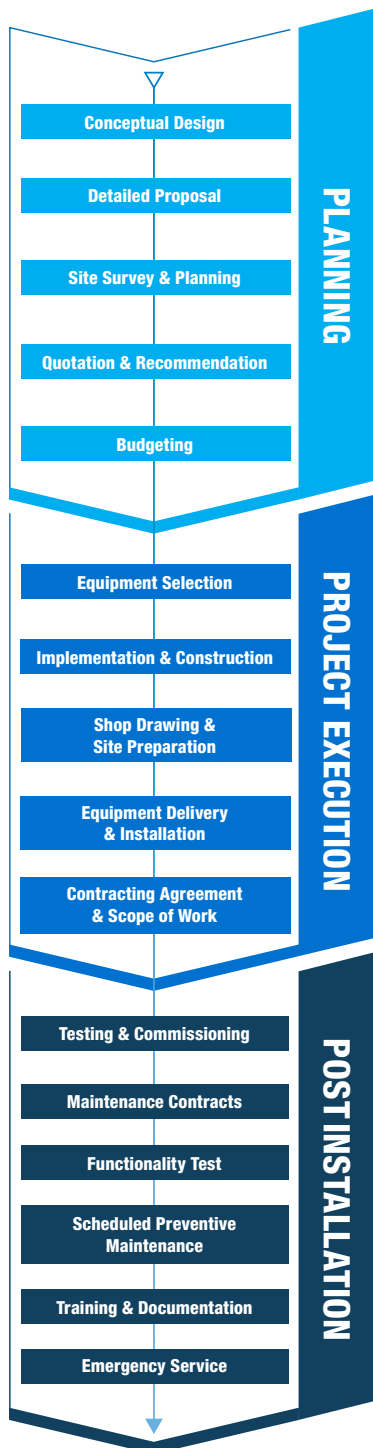 PLANNING
Conceptual Design
Detailed Proposal
Site Survey & Planning
Quotation & Recommendation
Budgeting
PROJECT EXECUTION
Equipment Selection
Implementation & Construction
Shop Drawing &
Site Preparation
Equipment Delivery
& Installation
Contracting Agreement
& Scope of Work
POST INSTALLATION
Testing & Commissioning
Maintenance Contracts
Functionality Test
Scheduled Preventive
Maintenance
Training & Documentation
Emergency Service